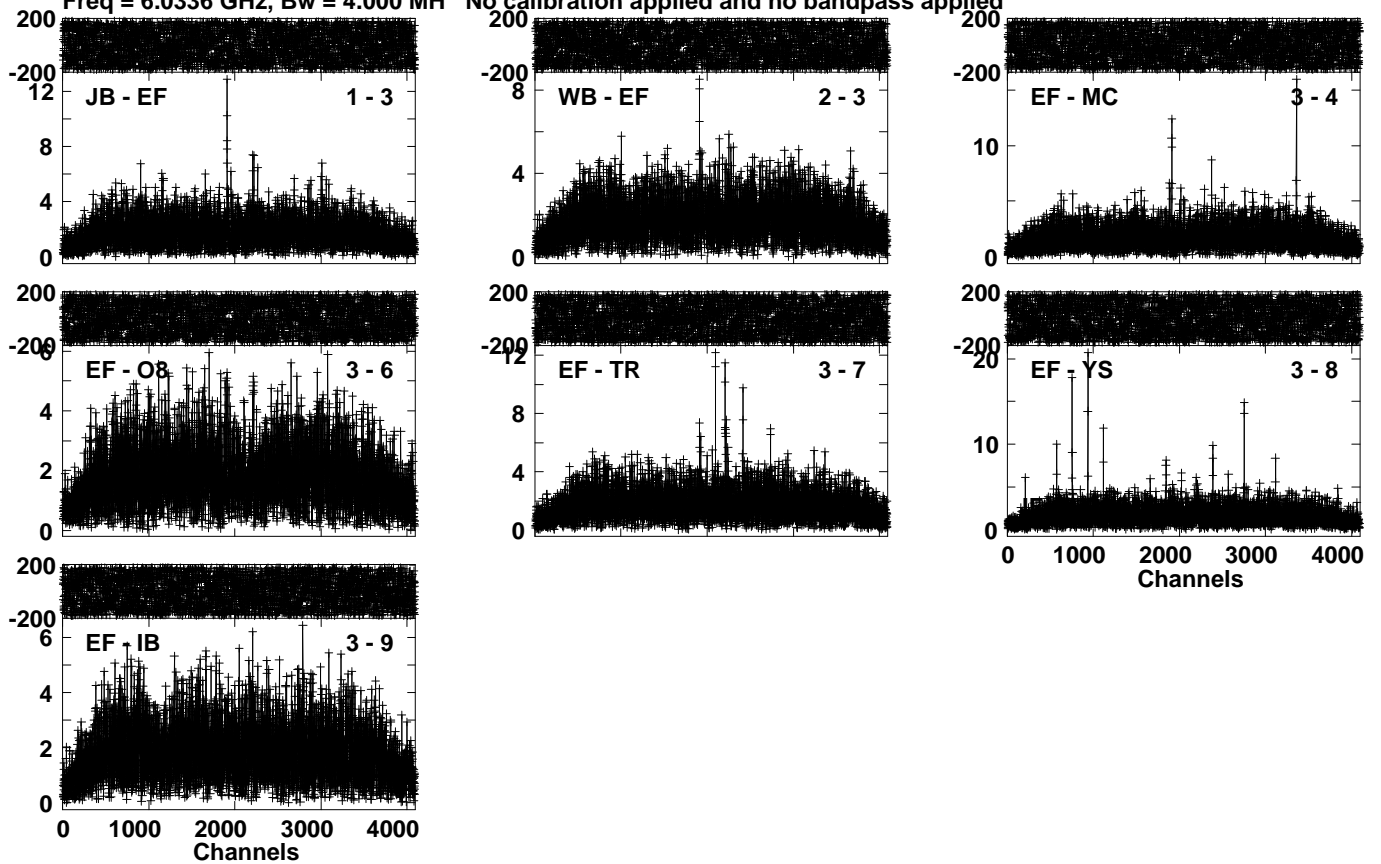 Freq = 6.0336 GHz, Bw = 4.000 MH No calibration applied and no bandpass applied
200 200 200
-200 -200 -200
JB - EF 1 - 3 WB - EF 2 - 3 EF - MC 3 - 4
12 8 10
8 4 0
4 0
0
200 200 200
-200 -200 -200
6 12 20
EF - O8 3 - 6 EF - TR 3 - 7 EF - YS 3 - 8
4 8 10
2 4 0
0 0
0 1000 2000 3000 4000
Channels
200
-200
EF - IB 3 - 9
6
4
2
0
0 1000 2000 3000 4000
Channels